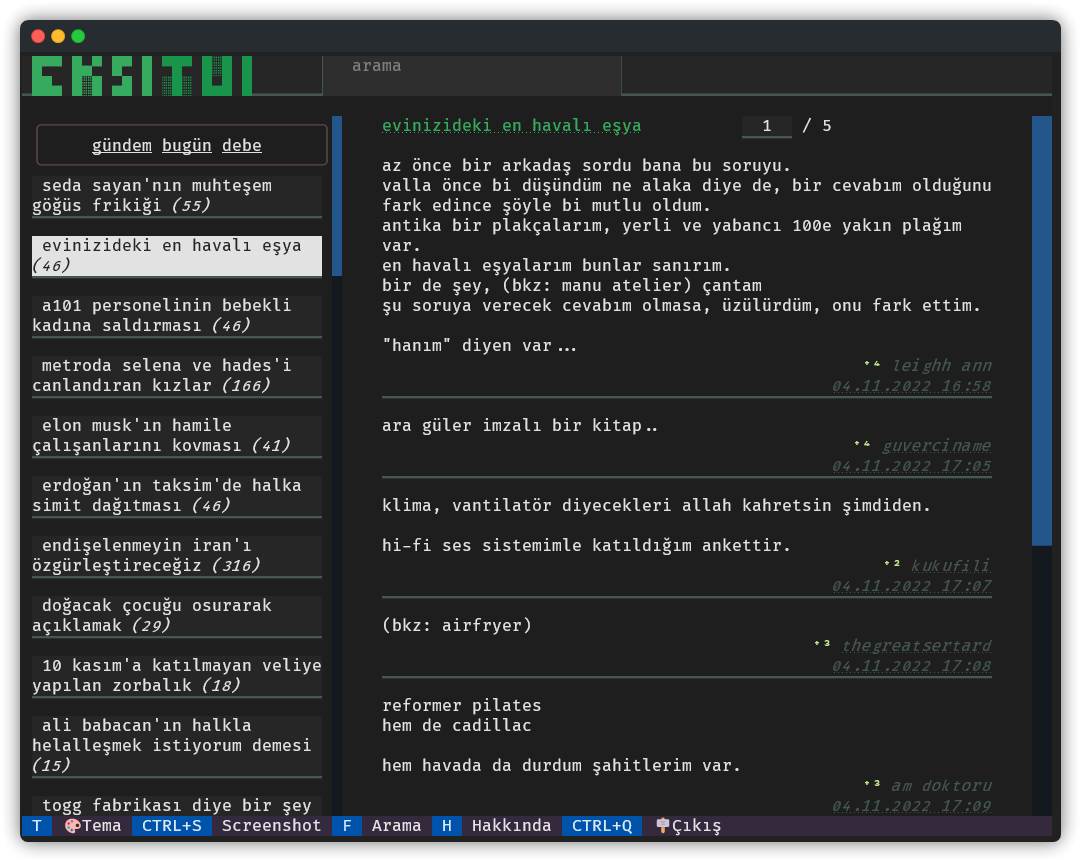 EKSITUI
arama
gündem bugün debe
seda sayan'nın muhteşem
göğüs frikiği (55)
evinizideki en havalı eşya
(46)
a101 personelinin bebekli
kadına saldırması (46)
metroda selena ve hades'i
canlandıran kızlar (166)
elon musk'ın hamile
çalışanlarını kovması (41)
erdoğan'ın taksim'de halka
simit dağıtması (46)
endişelenmeyin iran'ı
özgürleştireceğiz (316)
doğacak çocuğu osurarak
açıklamak (29)
10 kasım'a katılmayan veliye
yapılan zorbalık (18)
ali babacan'ın halkla
helalleşmek istiyorum demesi
(15)
togg fabrikası diye bir şey
evinizideki en havalı eşya 1 / 5
az önce bir arkadaş sordu bana bu soruyu.
valla önce bi düşündüm ne alaka diye de, bir cevabım olduğunu
fark edince şöyle bi mutlu oldum.
antika bir plakçalarım, yerli ve yabancı 100e yakın plağım
var.
en havalı eşyalarım bunlar sanırım.
bir de şey, (bkz: manu atelier) çantam
şu soruya verecek cevabım olmasa, üzülürdüm, onu fark ettim.
"hanım" diyen var...
⁺⁴ leighh ann
04.11.2022 16:58
ara güler imzalı bir kitap..
⁺⁴ guverciname
04.11.2022 17:05
klima, vantilatör diyecekleri allah kahretsin şimdiden.
hi-fi ses sistemimle katıldığım ankettir.
⁺² kukufili
04.11.2022 17:07
(bkz: airfryer)
⁺³ thegreatsertard
04.11.2022 17:08
reformer pilates
hem de cadillac
hem havada da durdum şahitlerim var.
⁺³ am doktoru
04.11.2022 17:09
T 🎨Tema CTRL+S Screenshot F Arama H Hakkında CTRL+Q 🪧Çıkış